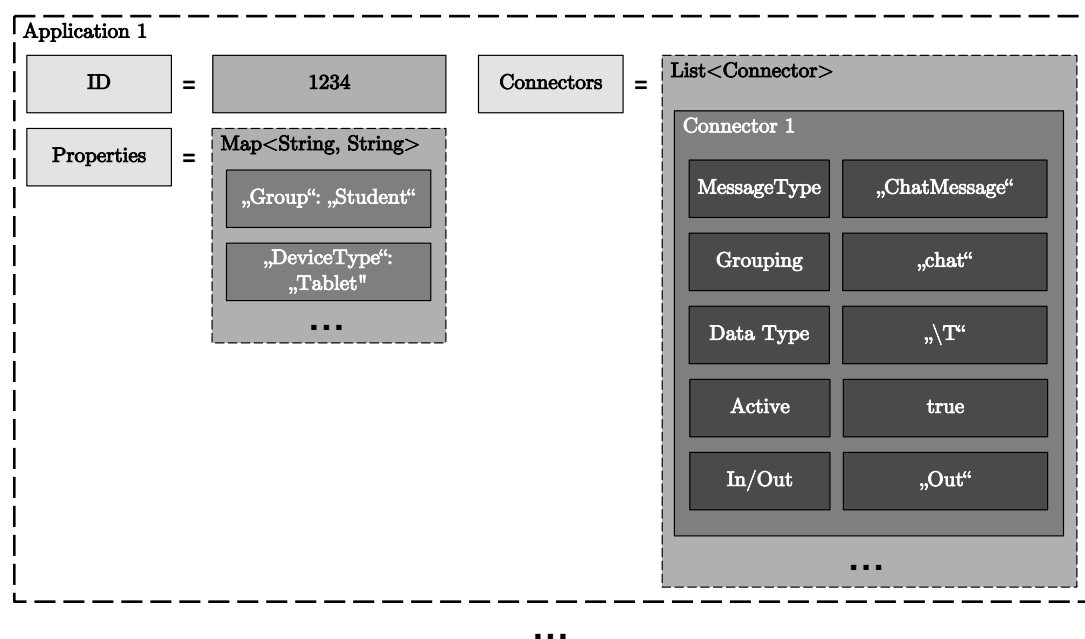 Application 1
ID = 1234
Properties = Map<String, String>
„Group“: „Student“
„DeviceType“:
„Tablet"
...
Connectors = List<Connector>
Connector 1
MessageType „ChatMessage“
Grouping „chat“
Data Type „\T“
Active true
In/Out „Out“
...
...